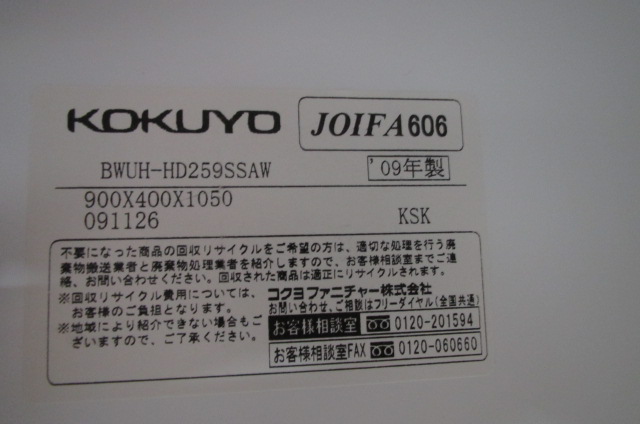 KOKUYO
JOIFA606
BWUH-HD259SSAW
'09年製
900X400X1050
091126
KSK
不要になった商品の回収リサイクルをご希望の方は、適切な処理を行う廃
棄物搬送業者と廃棄物処理業者を紹介しますので、お客様相談室までご連
絡、お問い合わせください。回収された商品は適正にリサイクルされます。
※回収リサイクル費用については、
お客様のご負担となります。
※地域により紹介できない場合もご
ざいますので、ご了承ください。
コクヨファニチャー株式会社
お問い合わせ、ご相談はフリーダイヤル(全国共通)
お客様相談室 0120-201594
お客様相談室FAX 0120-060660